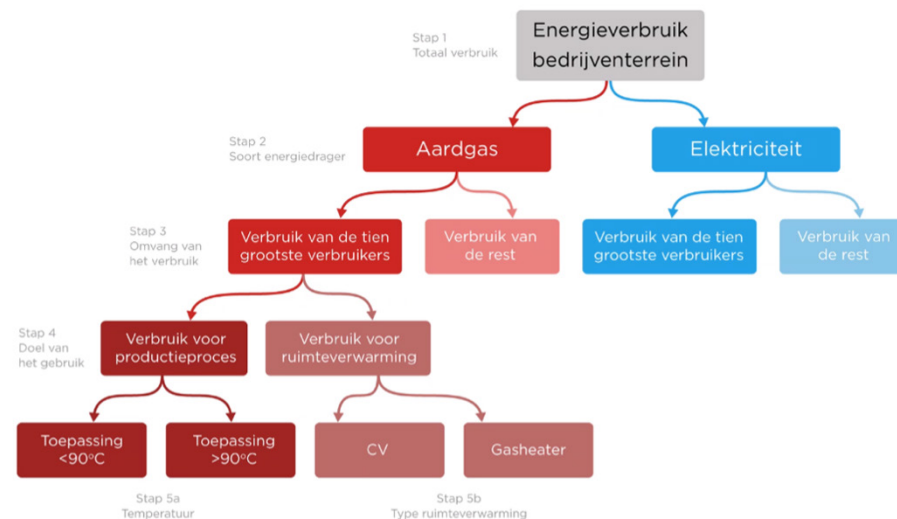 Stap 1
Totaal verbruik
Energieverbruik
bedrijventerrein
Stap 2
Soort energiedrager
Aardgas
Elektriciteit
Stap 3
Omvang van
het verbruik
Verbruik van de tien
grootste verbruikers
Verbruik van
de rest
Verbruik van de tien
grootste verbruikers
Verbruik van
de rest
Stap 4
Doel van
het gebruik
Verbruik voor
productieproces
Verbruik voor
ruimteverwarming
Toepassing
<90°C
Toepassing
>90°C
CV
Gasheater
Stap 5a
Temperatuur
Stap 5b
Type ruimteverwarming